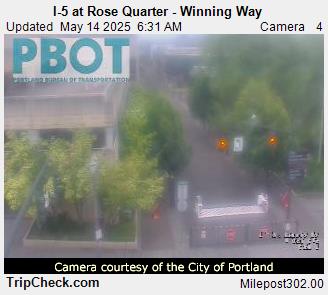 I-5 at Rose Quarter - Winning Way
Updated May 14 2025 6:31 AM Camera 4
PBOT
PORTLAND BUREAU OF TRANSPORTATION
Camera courtesy of the City of Portland
TripCheck.com Milepost302.00